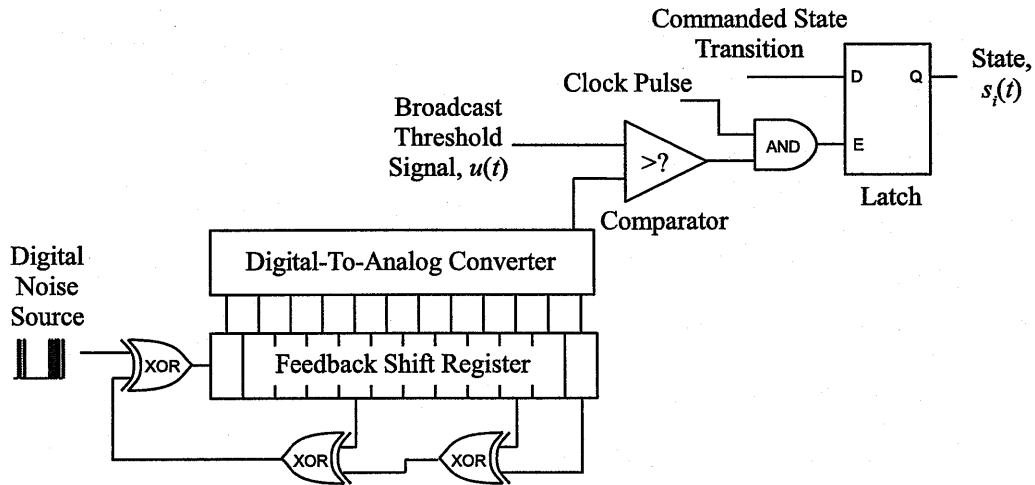 Commanded State
Transition
D
Q
State,
s_i(t)
Clock Pulse
Broadcast
Threshold
Signal, u(t)
>?
AND
E
Latch
Comparator
Digital-To-Analog Converter
Digital
Noise
Source
XOR
Feedback Shift Register
XOR
XOR